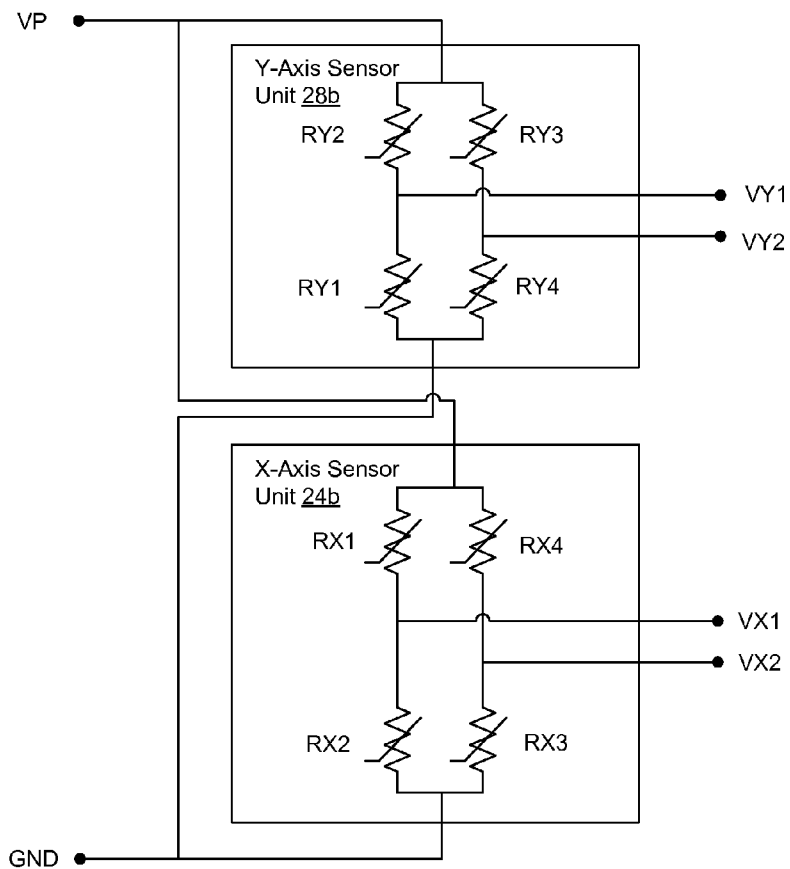 VP
Y-Axis Sensor
Unit 28b
RY2
RY3
VY1
VY2
RY1
RY4
X-Axis Sensor
Unit 24b
RX1
RX4
VX1
VX2
RX2
RX3
GND